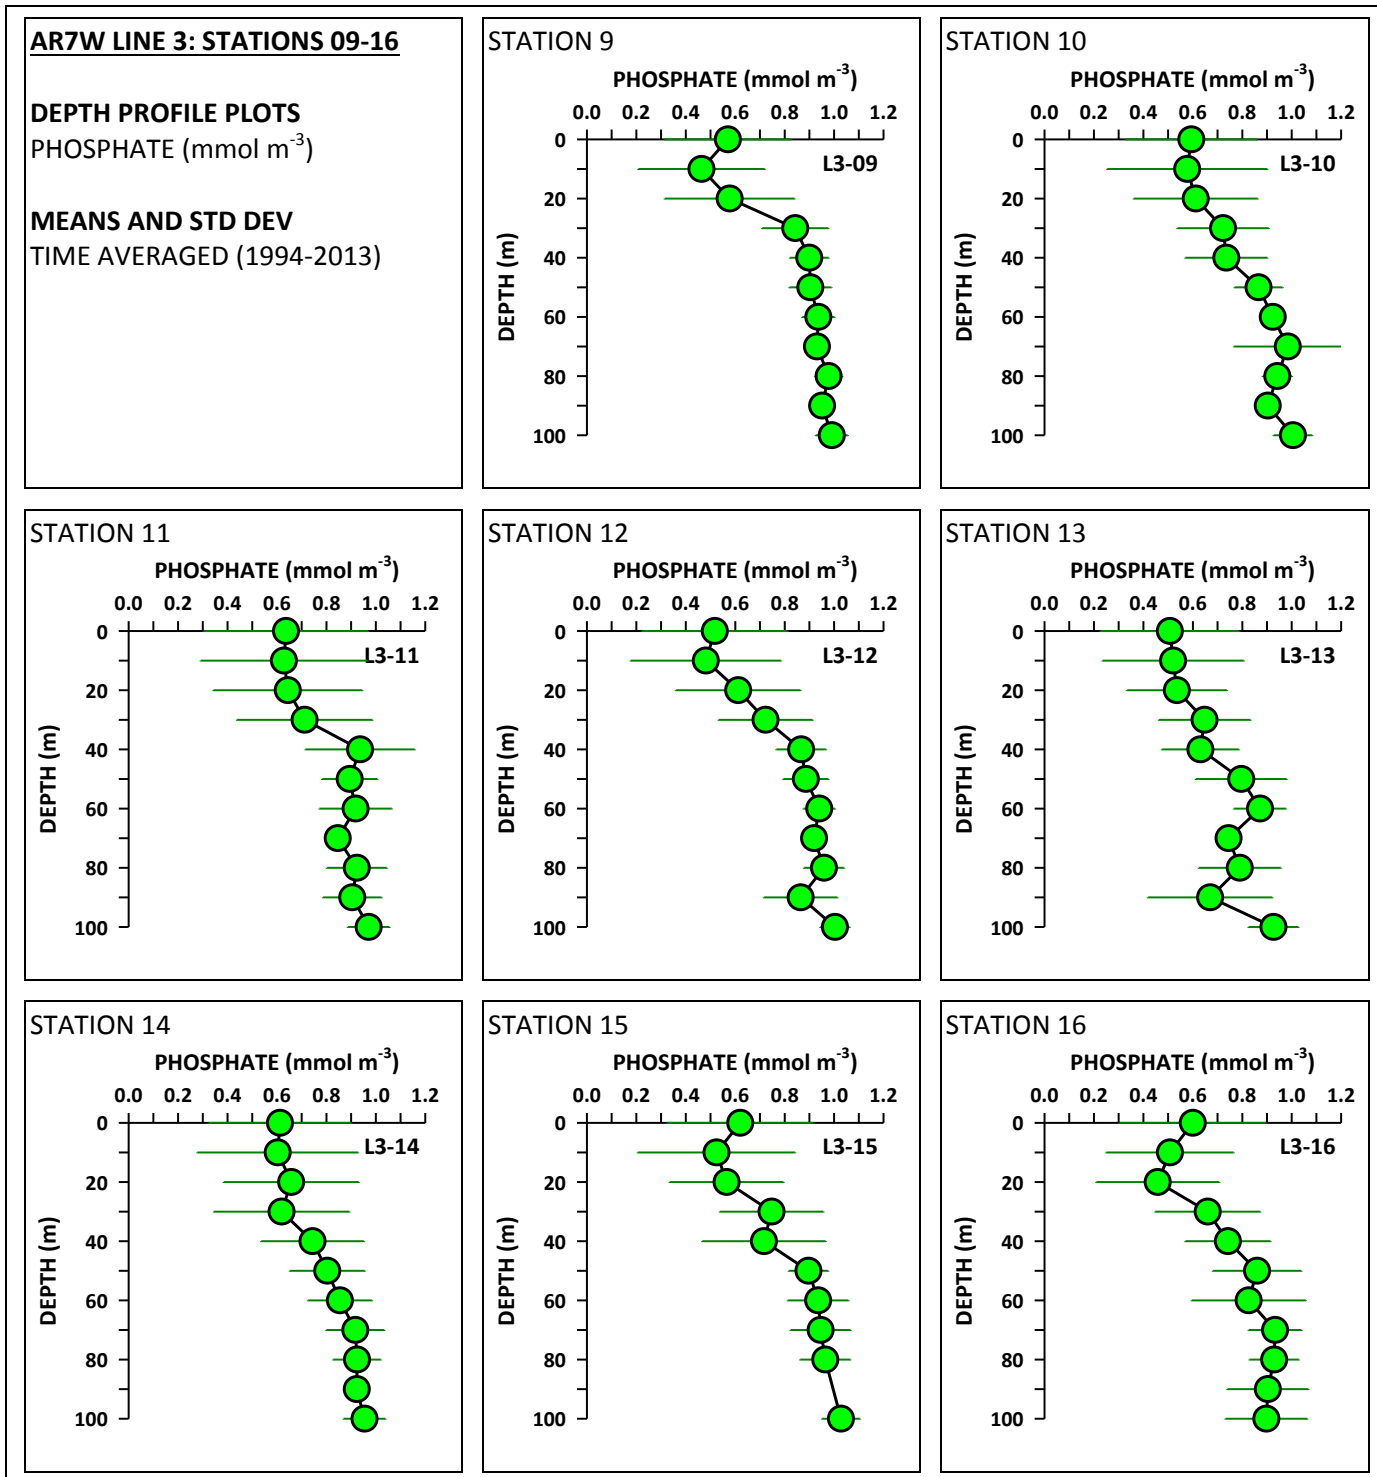 AR7W LINE 3: STATIONS 09-16
DEPTH PROFILE PLOTS
PHOSPHATE (mmol m-3)
MEANS AND STD DEV
TIME AVERAGED (1994-2013)
STATION 9
PHOSPHATE (mmol m-3)
0.0 0.2 0.4 0.6 0.8 1.0 1.2
L3-09
DEPTH (m)
0
20
40
60
80
100
STATION 10
PHOSPHATE (mmol m-3)
0.0 0.2 0.4 0.6 0.8 1.0 1.2
L3-10
DEPTH (m)
0
20
40
60
80
100
STATION 11
PHOSPHATE (mmol m-3)
0.0 0.2 0.4 0.6 0.8 1.0 1.2
L3-11
DEPTH (m)
0
20
40
60
80
100
STATION 12
PHOSPHATE (mmol m-3)
0.0 0.2 0.4 0.6 0.8 1.0 1.2
L3-12
DEPTH (m)
0
20
40
60
80
100
STATION 13
PHOSPHATE (mmol m-3)
0.0 0.2 0.4 0.6 0.8 1.0 1.2
L3-13
DEPTH (m)
0
20
40
60
80
100
STATION 14
PHOSPHATE (mmol m-3)
0.0 0.2 0.4 0.6 0.8 1.0 1.2
L3-14
DEPTH (m)
0
20
40
60
80
100
STATION 15
PHOSPHATE (mmol m-3)
0.0 0.2 0.4 0.6 0.8 1.0 1.2
L3-15
DEPTH (m)
0
20
40
60
80
100
STATION 16
PHOSPHATE (mmol m-3)
0.0 0.2 0.4 0.6 0.8 1.0 1.2
L3-16
DEPTH (m)
0
20
40
60
80
100